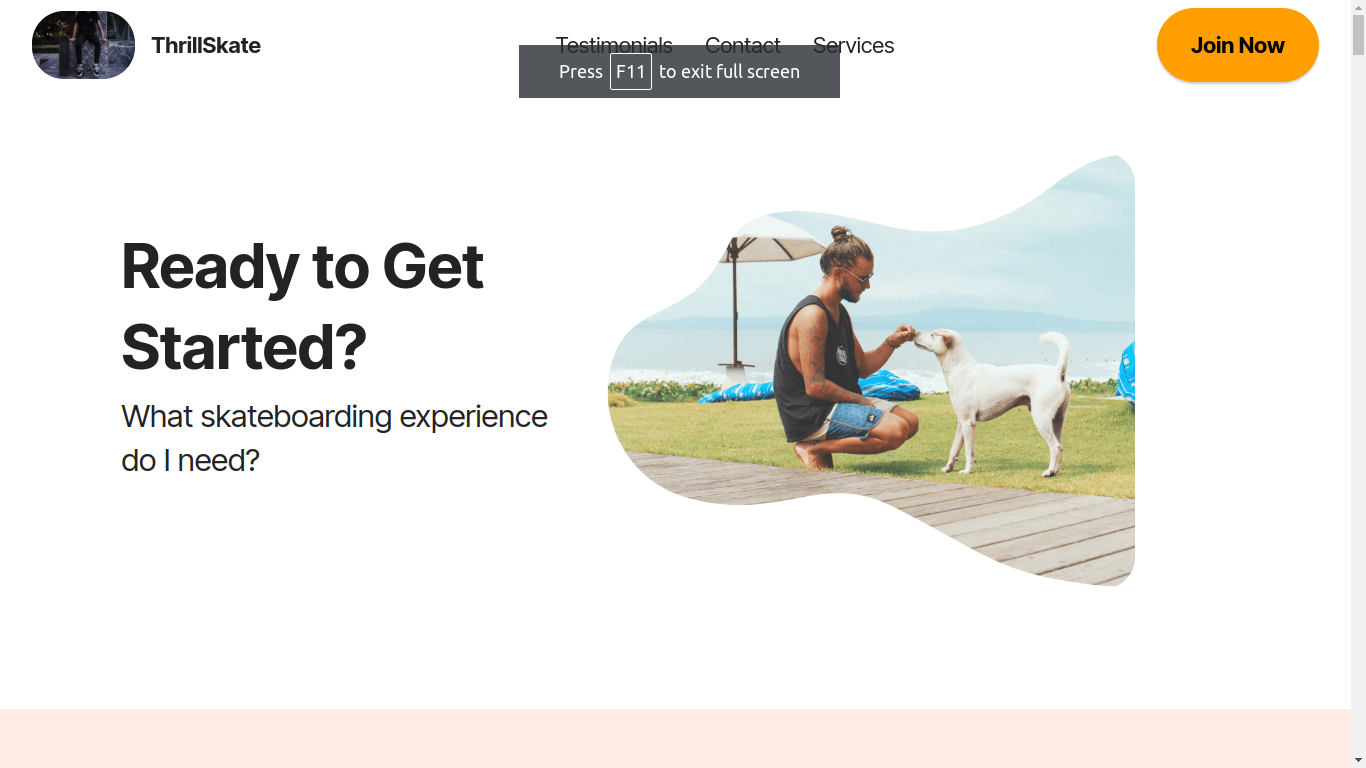 ThrillSkate
Testimonials
Contact
Services
Join Now
Press F11 to exit full screen
Ready to Get
Started?
What skateboarding experience
do I need?